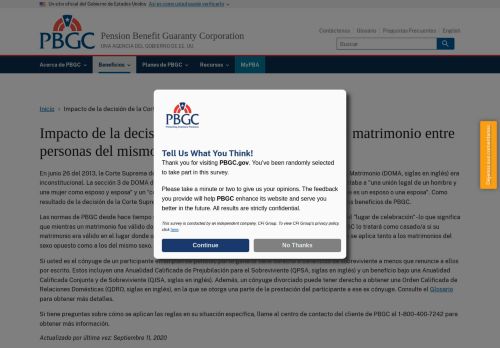 Un sitio oficial del Gobierno de Estados Unidos Así es como usted puede verificarlo
PBGC
Pension Benefit Guaranty Corporation
UNA AGENCIA DEL GOBIERNO DE EE. UU.
Contáctenos Glosario Preguntas Frecuentes English
Buscar
Acerca de PBGC Beneficios Planes de PBGC Recursos MyPBA
Inicio Impacto de la decisión de la Cort
Impacto de la decis matrimonio entre
personas del mismo
En junio 26 del 2013, la Corte Suprema d Matrimonio (DOMA, siglas en inglés) era
inconstitucional. La sección 3 de DOMA d taba a "una unión legal de un hombre y
una mujer como esposo y esposa" y un "c e es un esposo o una esposa". Como
resultado de la decisión de la Corte Supre s beneficios de PBGC.
Las normas de PBGC desde hace tiempo el "lugar de celebración"-lo que significa
que mientras un matrimonio fue válido do GC lo tratará como casado/a si su
matrimonio era válido en el lugar donde s se aplica tanto a los matrimonios del
sexo opuesto como a los del mismo sexo.
Si usted es el cónyuge de un participante de Sobreviviente a menos que renuncie a ellos
por escrito. Estos incluyen una Anualidad Calificada de Prejubilación para el Sobreviviente (QPSA, siglas en inglés) y un beneficio bajo una Anualidad
Calificada Conjunta y de Sobreviviente (QJSA, siglas en inglés). Además, un cónyuge divorciado puede tener derecho a obtener una Orden Calificada de
Relaciones Domésticas (QDRO, siglas en inglés), en la que se otorga una parte de la prestación del participante a ese ex cónyuge. Consulte el Glosario
para obtener más detalles.
Si tiene preguntas sobre cómo se aplican las reglas en su situación específica, llame al centro de contacto del cliente de PBGC al 1-800-400-7242 para
obtener más información.
Actualizado por última vez: Septiembre 11, 2020
PBGC
Protecting America's Pensions
Tell Us What You Think!
Thank you for visiting PBGC.gov. You've been randomly selected
to take part in this survey.
Please take a minute or two to give us your opinions. The feedback
you provide will help PBGC enhance its website and serve you
better in the future. All results are strictly confidential.
This survey is conducted by an independent company, CFI Group. To view CFI Group's privacy policy
click here.
Continue No Thanks